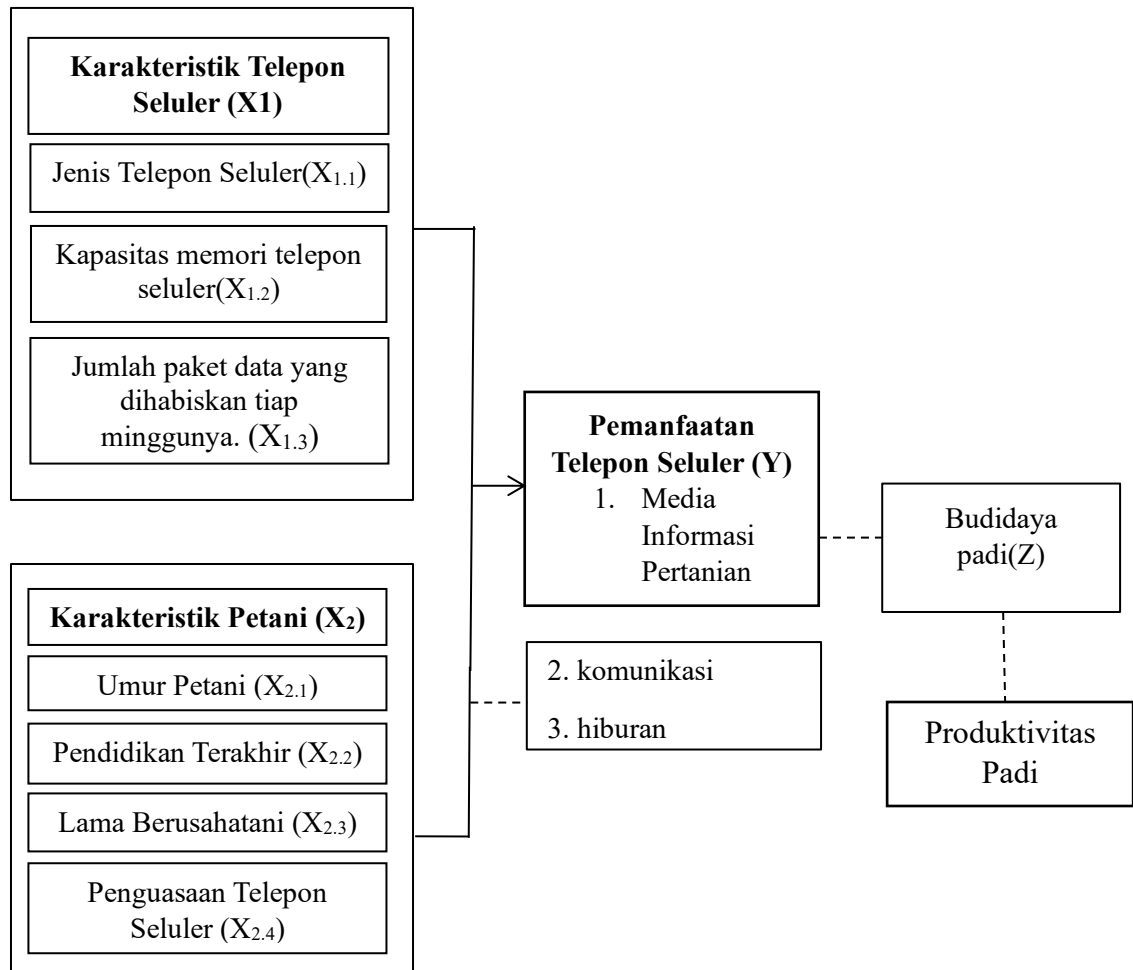 Karakteristik Telepon
Seluler (X1)
Jenis Telepon Seluler(X₁.₁)
Kapasitas memori telepon
seluler(X₁.₂)
Jumlah paket data yang
dihabiskan tiap
minggunya. (X₁.₃)
Karakteristik Petani (X₂)
Umur Petani (X₂.₁)
Pendidikan Terakhir (X₂.₂)
Lama Berusahatani (X₂.₃)
Penguasaan Telepon
Seluler (X₂.₄)
Pemanfaatan
Telepon Seluler (Y)
1. Media
Informasi
Pertanian
2. komunikasi
3. hiburan
Budidaya
padi(Z)
Produktivitas
Padi